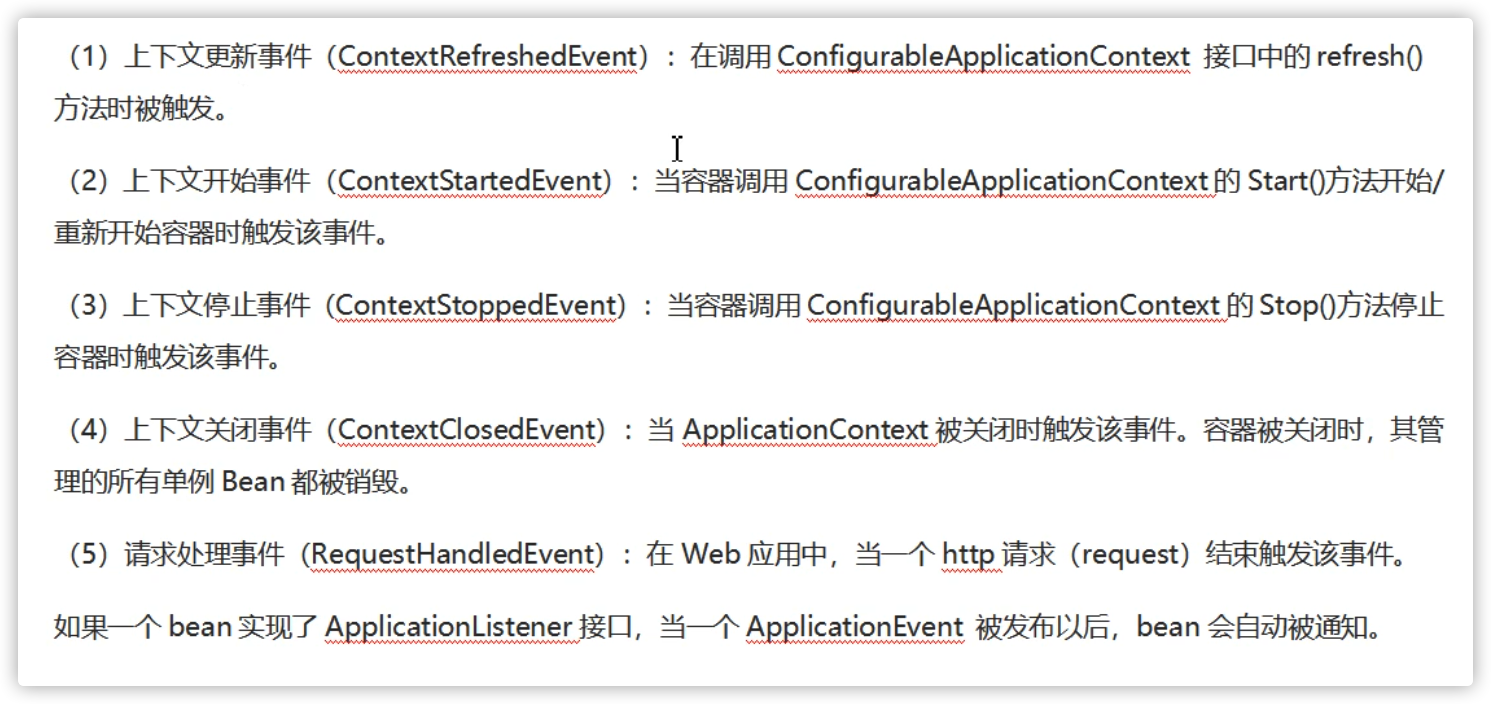 （1）上下文更新事件（ContextRefreshedEvent）：在调用 ConfigurableApplicationContext 接口中的 refresh()
方法时被触发。
（2）上下文开始事件（ContextStartedEvent）：当容器调用 ConfigurableApplicationContext 的 Start()方法开始/
重新开始容器时触发该事件。
（3）上下文停止事件（ContextStoppedEvent）：当容器调用 ConfigurableApplicationContext 的 Stop()方法停止
容器时触发该事件。
（4）上下文关闭事件（ContextClosedEvent）：当 ApplicationContext 被关闭时触发该事件。容器被关闭时，其管
理的所有单例 Bean 都被销毁。
（5）请求处理事件（RequestHandledEvent）：在 Web 应用中，当一个 http 请求（request）结束触发该事件。
如果一个 bean 实现了 ApplicationListener 接口，当一个 ApplicationEvent 被发布以后，bean 会自动被通知。